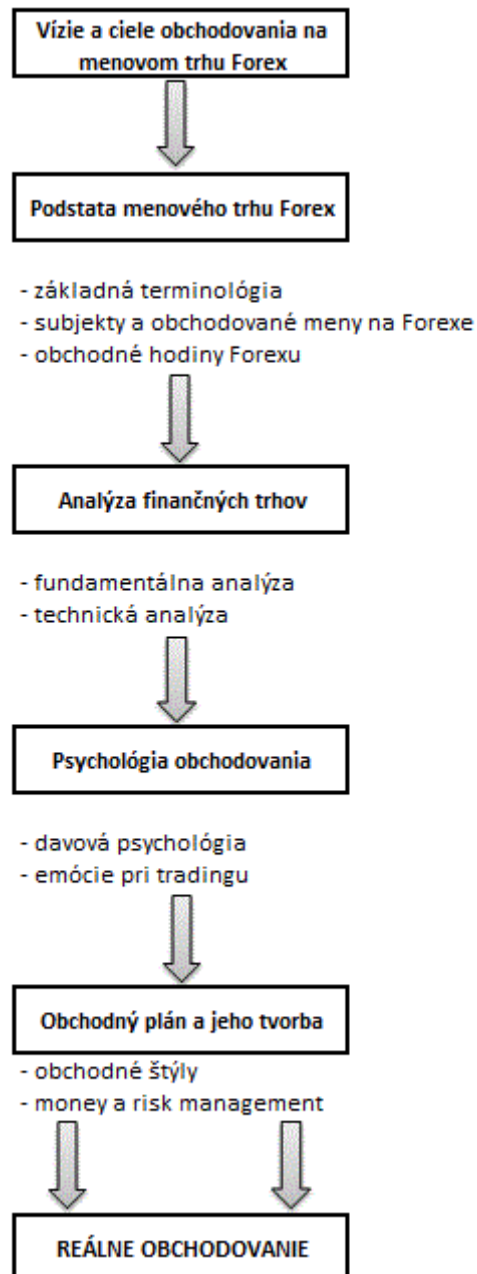 Vízie a ciele obchodovania na
menovom trhu Forex
Podstata menového trhu Forex
- základná terminológia
- subjekty a obchodované meny na Forexe
- obchodné hodiny Forexu
Analýza finančných trhov
- fundamentálna analýza
- technická analýza
Psychológia obchodovania
- davová psychológia
- emócie pri tradingu
Obchodný plán a jeho tvorba
- obchodné štýly
- money a risk management
REÁLNE OBCHODOVANIE